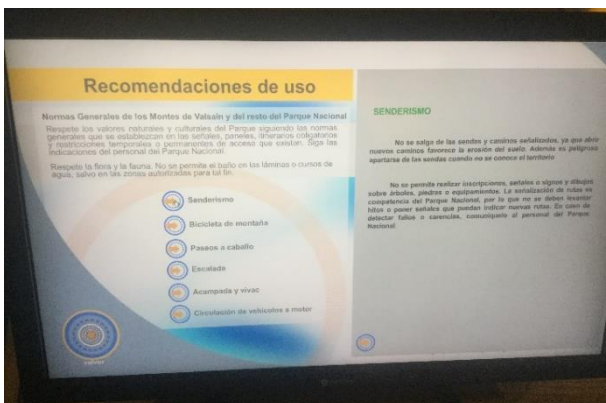 Recomendaciones de uso
Normas Generales de los Montes de Valsaín y del resto del Parque Nacional
Respete los valores naturales y culturales del Parque siguiendo las normas
generales que se establezcan en las señales, paneles, itinerarios obligatorios
y restricciones temporales o permanentes de acceso que existan. Siga las
indicaciones del personal del Parque Nacional.
Respete la flora y la fauna. No se permite el baño en las láminas o cursos de
agua, salvo en las zonas autorizadas para tal fin.
Senderismo
Bicicleta de montaña
Paseos a caballo
Escalada
Acampada y vivac
Circulación de vehículos a motor
SENDERISMO
No se salga de las sendas y caminos señalizados, ya que abrir
nuevos caminos favorece la erosión del suelo. Además es peligroso
apartarse de las sendas cuando no se conoce el territorio
No se permite realizar inscripciones, señales o signos y dibujos
sobre árboles, piedras o equipamientos. La señalización de rutas es
competencia del Parque Nacional, por lo que no se deben levantar
hitos o poner señales que puedan indicar nuevas rutas. En caso de
detectar fallos o carencias, comuníquelo al personal del Parque
Nacional.